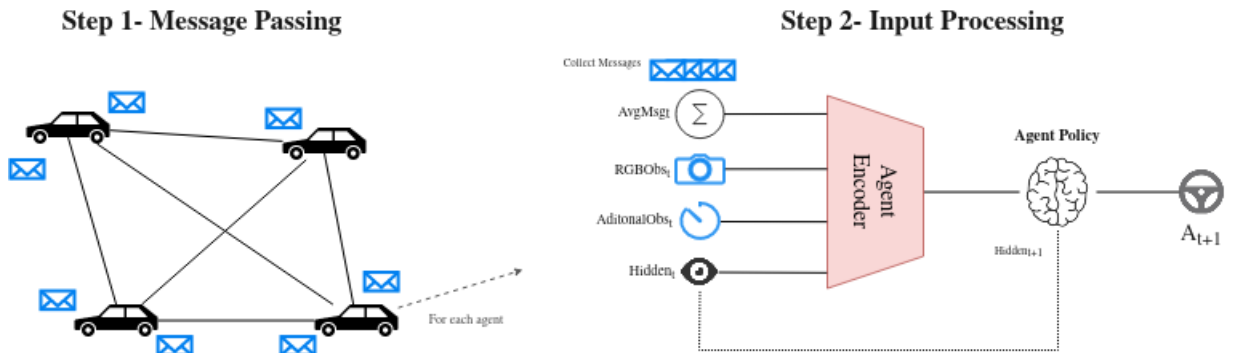 Step 1- Message Passing
Step 2- Input Processing
Collect Messages
AvgMsgt
RGBObst
AditonalObst
Hiddent
Agent Encoder
Agent Policy
Hiddent+1
At+1
For each agent